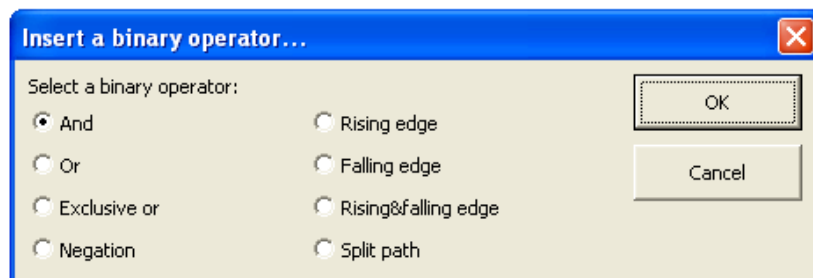 Insert a binary operator...
Select a binary operator:
And
Or
Exclusive or
Negation
Rising edge
Falling edge
Rising&falling edge
Split path
OK
Cancel